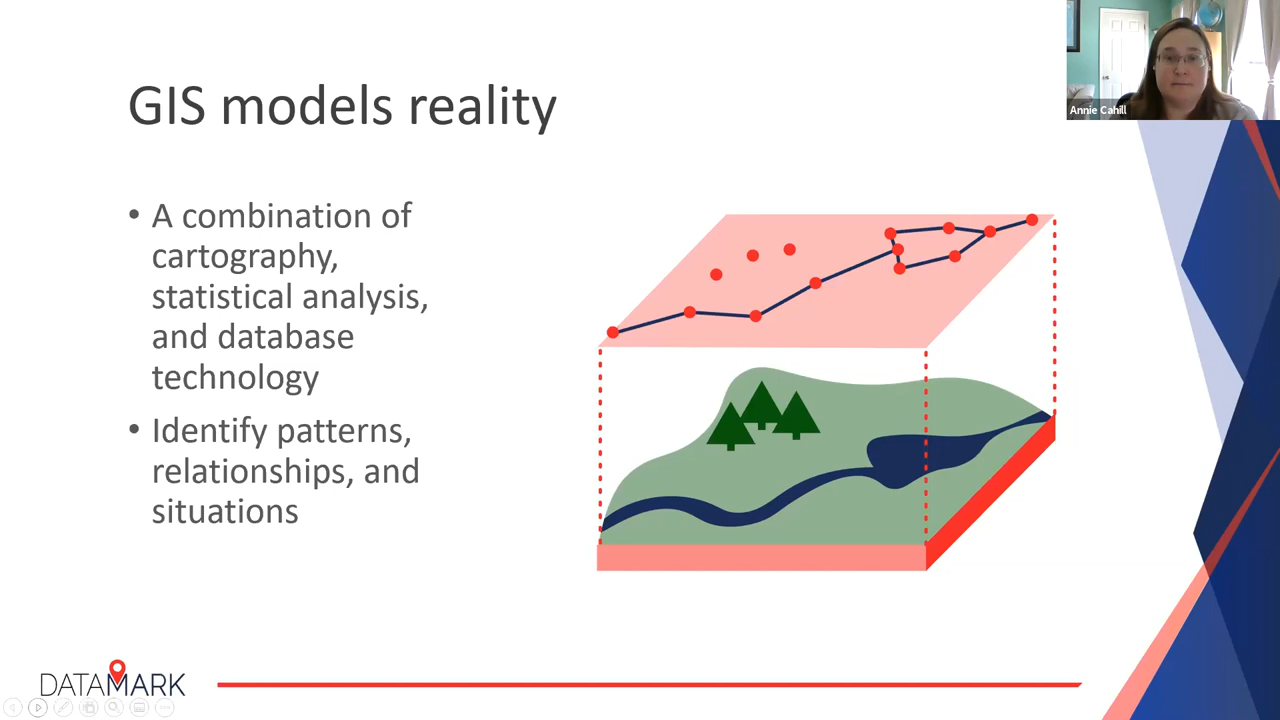 GIS models reality
• A combination of
cartography,
statistical analysis,
and database
technology
• Identify patterns,
relationships, and
situations
Annie Cahill
DATAMARK